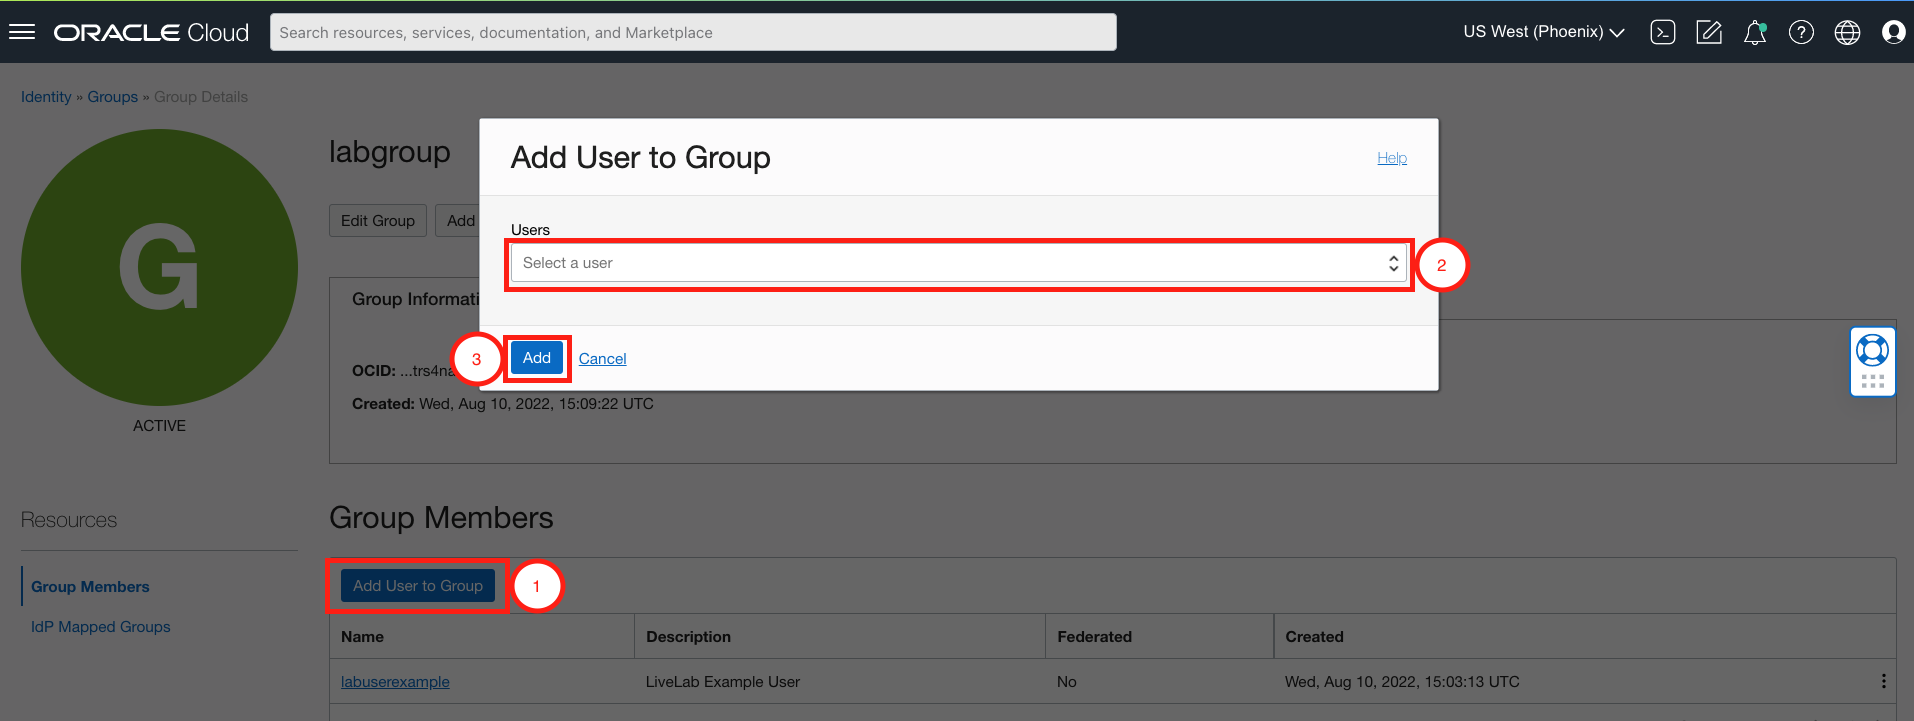 ORACLE Cloud
Search resources, services, documentation, and Marketplace
US West (Phoenix)
Identity » Groups » Group Details
G
ACTIVE
labgroup
Edit Group
Add
Add User to Group
Help
Users
Select a user
2
3
Add
Cancel
Group Informati
OCID: ...trs4na
Created: Wed, Aug 10, 2022, 15:09:22 UTC
Resources
Group Members
IdP Mapped Groups
Group Members
Add User to Group
1
Name Description Federated Created
labuserexample LiveLab Example User No Wed, Aug 10, 2022, 15:03:13 UTC